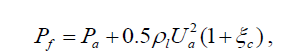 P_f = P_a + 0.5ρ_l U_a^2 (1 + ξ_c),